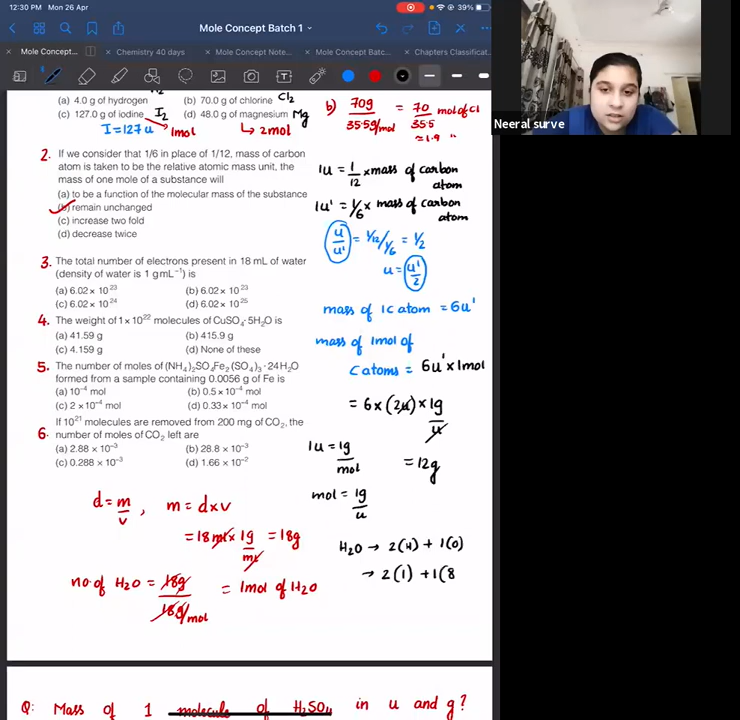 12:30 PM Mon 26 Apr
39%
Mole Concept Batch 1
Mole Concept...
Chemistry 40 days
Mole Concept Note...
Mole Concept Batc...
Chapters Classificat...
(a) 4.0 g of hydrogen (b) 70.0 g of chlorine Cl2
(c) 127.0 g of iodine I2 (d) 48.0 g of magnesium Mg
I = 127 u → 1mol ↳ 2mol
b) 70g / 35.5g/mol = 70 / 35.5 mol of Cl
≈ 1.9 "
2. If we consider that 1/6 in place of 1/12, mass of carbon
atom is taken to be the relative atomic mass unit, the
mass of one mole of a substance will
(a) to be a function of the molecular mass of the substance
(b) remain unchanged
(c) increase two fold
(d) decrease twice
3. The total number of electrons present in 18 mL of water
(density of water is 1 gmL⁻¹) is
(a) 6.02 × 10²³ (b) 6.02 × 10²³
(c) 6.02 × 10²⁴ (d) 6.02 × 10²⁵
4. The weight of 1× 10²² molecules of CuSO₄·5H₂O is
(a) 41.59 g (b) 415.9 g
(c) 4.159 g (d) None of these
5. The number of moles of (NH₄)₂SO₄Fe₂(SO₄)₃·24H₂O
formed from a sample containing 0.0056 g of Fe is
(a) 10⁻⁴ mol (b) 0.5× 10⁻⁴ mol
(c) 2 × 10⁻⁴ mol (d) 0.33 × 10⁻⁴ mol
If 10²¹ molecules are removed from 200 mg of CO₂, the
6. number of moles of CO₂ left are
(a) 2.88 × 10⁻³ (b) 28.8 × 10⁻³
(c) 0.288 × 10⁻³ (d) 1.66 × 10⁻²
1u = 1/12 × mass of carbon
atom
1u' = 1/6 × mass of carbon
atom
u/u' = 1/12 / 1/6 = 1/2
u = u'/2
mass of 1C atom = 6u'
mass of 1mol of
C atoms = 6u' × 1mol
= 6 × (2u) × 1g/u
1u = 1g/mol
= 12g
mol = 1g/u
H2O → 2(H) + 1(O)
→ 2(1) + 1(8
d = m/v , m = d×v
= 18ml × 1g/ml = 18g
no of H2O = 18g / 18g/mol = 1mol of H2O
Q: Mass of 1 molecule of H2SO4 in u and g?
Neeral surve